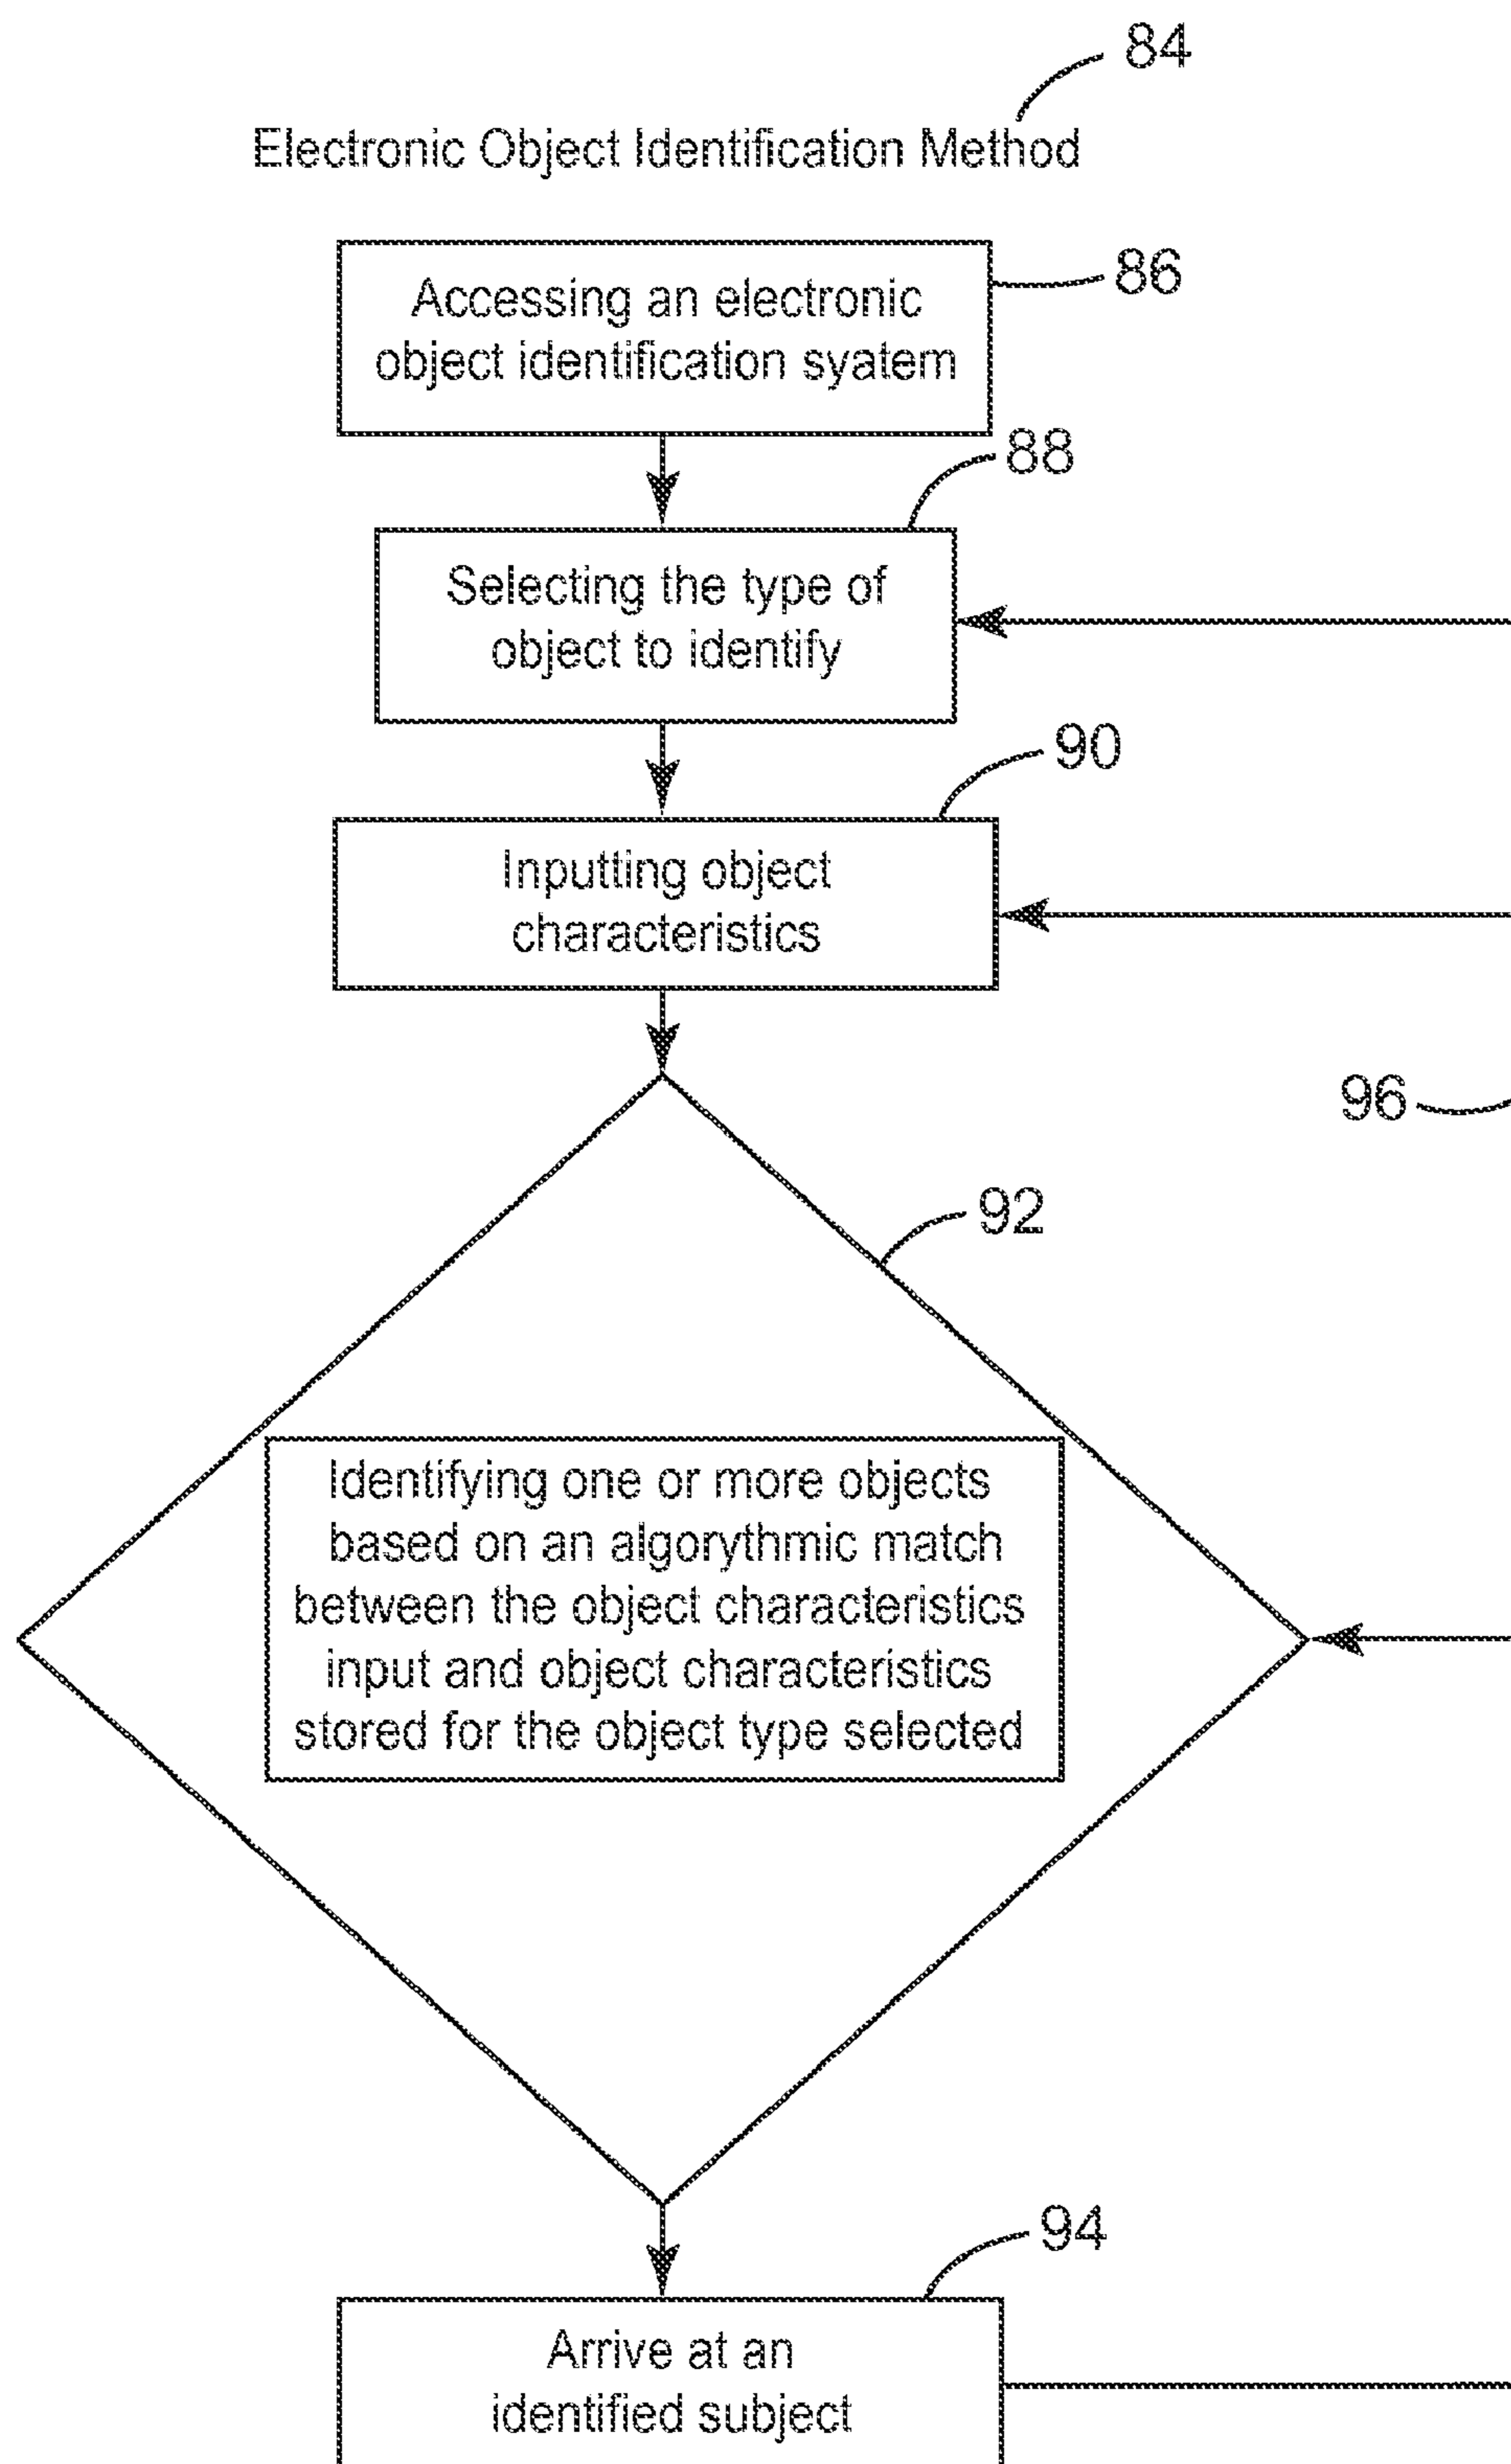 84
Electronic Object Identification Method
86
Accessing an electronic
object identification syatem
88
Selecting the type of
object to identify
90
Inputting object
characteristics
96
92
Identifying one or more objects
based on an algorythmic match
between the object characteristics
input and object characteristics
stored for the object type selected
94
Arrive at an
identified subject